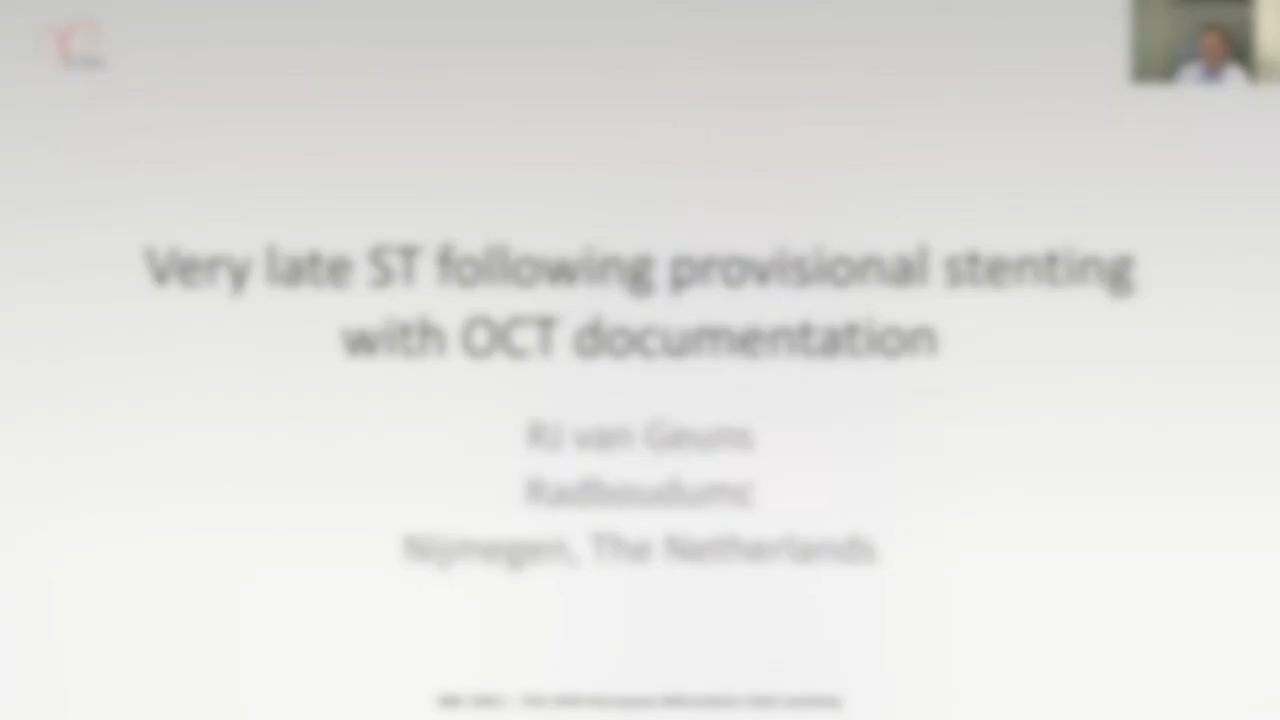 Very late ST following provisional stenting
with OCT documentation
RJ van Geuns
Radboudumc
Nijmegen, The Netherlands